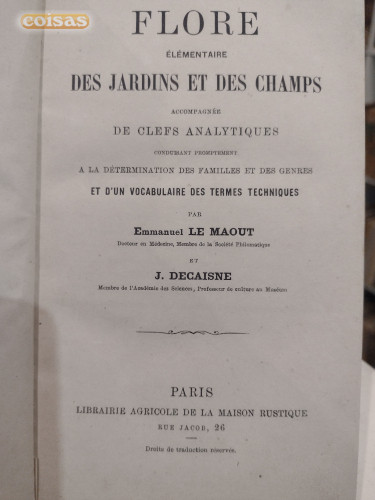 coisas
FLORE
ÉLÉMENTAIRE
DES JARDINS ET DES CHAMPS
ACCOMPAGNÉE
DE CLEFS ANALYTIQUES
CONDUISANT PROMPTEMENT
A LA DÉTERMINATION DES FAMILLES ET DES GENRES
ET D'UN VOCABULAIRE DES TERMES TECHNIQUES
PAR
Emmanuel LE MAOUT
Docteur en Médecine, Membre de la Société Philomatique
ET
J. DECAISNE
Membre de l'Académie des Sciences, Professeur de culture au Muséum
PARIS
LIBRAIRIE AGRICOLE DE LA MAISON RUSTIQUE
RUE JACOB, 26
Droits de traduction réservés.